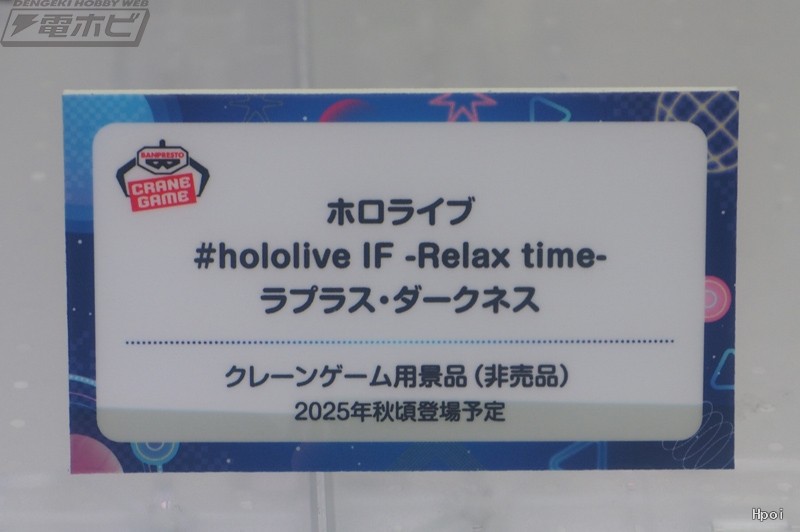 DENGEKI HOBBY WEB
電ホビ
BANPRESTO
CRANE
GAME
ホロライブ
#hololive IF -Relax time-
ラプラス・ダークネス
クレーンゲーム用景品（非売品）
2025年秋頃登場予定
Hpoi